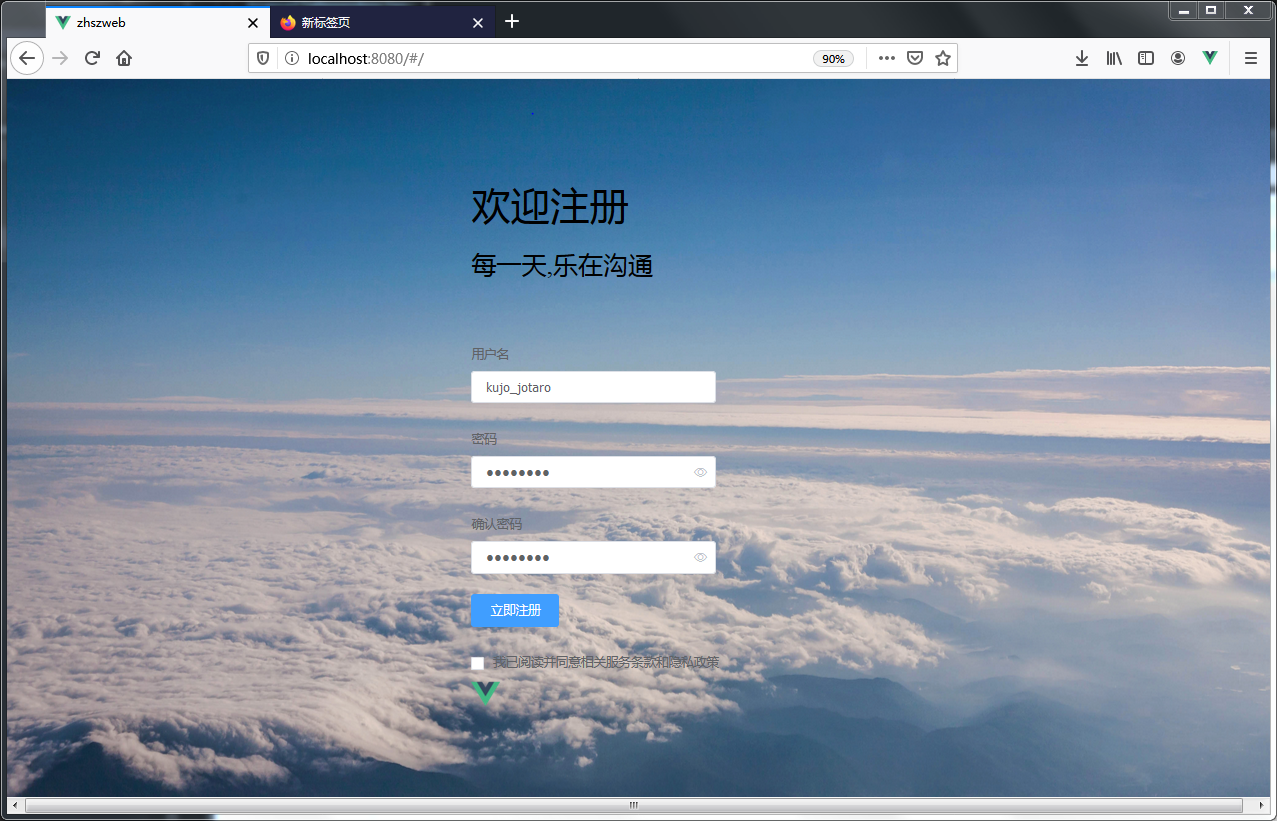 zhszweb
新标签页
localhost:8080/#/
90%
欢迎注册
每一天,乐在沟通
用户名
kujo_jotaro
密码
确认密码
立即注册
我已阅读并同意相关服务条款和隐私政策